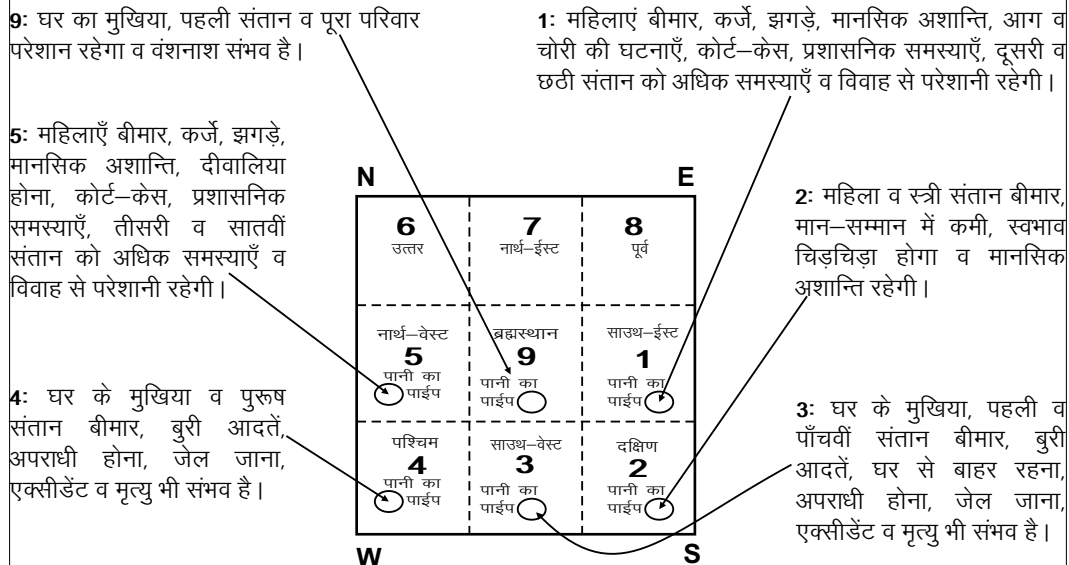 9: घर का मुखिया, पहली संतान व पूरा परिवार
परेशान रहेगा व वंशनाश संभव है।
1: महिलाएं बीमार, कर्जे, झगड़े, मानसिक अशान्ति, आग व
चोरी की घटनाएँ, कोर्ट–केस, प्रशासनिक समस्याएँ, दूसरी व
छठी संतान को अधिक समस्याएँ व विवाह से परेशानी रहेगी।
5: महिलाएँ बीमार, कर्जे, झगड़े,
मानसिक अशान्ति, दीवालिया
होना, कोर्ट–केस, प्रशासनिक
समस्याएँ, तीसरी व सातवीं
संतान को अधिक समस्याएँ व
विवाह से परेशानी रहेगी।
2: महिला व स्त्री संतान बीमार,
मान–सम्मान में कमी, स्वभाव
चिड़चिड़ा होगा व मानसिक
अशान्ति रहेगी।
4: घर के मुखिया व पुरूष
संतान बीमार, बुरी आदतें,
अपराधी होना, जेल जाना,
एक्सीडेंट व मृत्यु भी संभव है।
3: घर के मुखिया, पहली व
पाँचवीं संतान बीमार, बुरी
आदतें, घर से बाहर रहना,
अपराधी होना, जेल जाना,
एक्सीडेंट व मृत्यु भी संभव है।
N E
6 7 8
उत्तर नार्थ–ईस्ट पूर्व
नार्थ–वेस्ट ब्रह्मस्थान साउथ–ईस्ट
5 9 1
पानी का पानी का पानी का
पाईप पाईप पाईप
पश्चिम साउथ–वेस्ट दक्षिण
4 3 2
पानी का पानी का पानी का
पाईप पाईप पाईप
W S